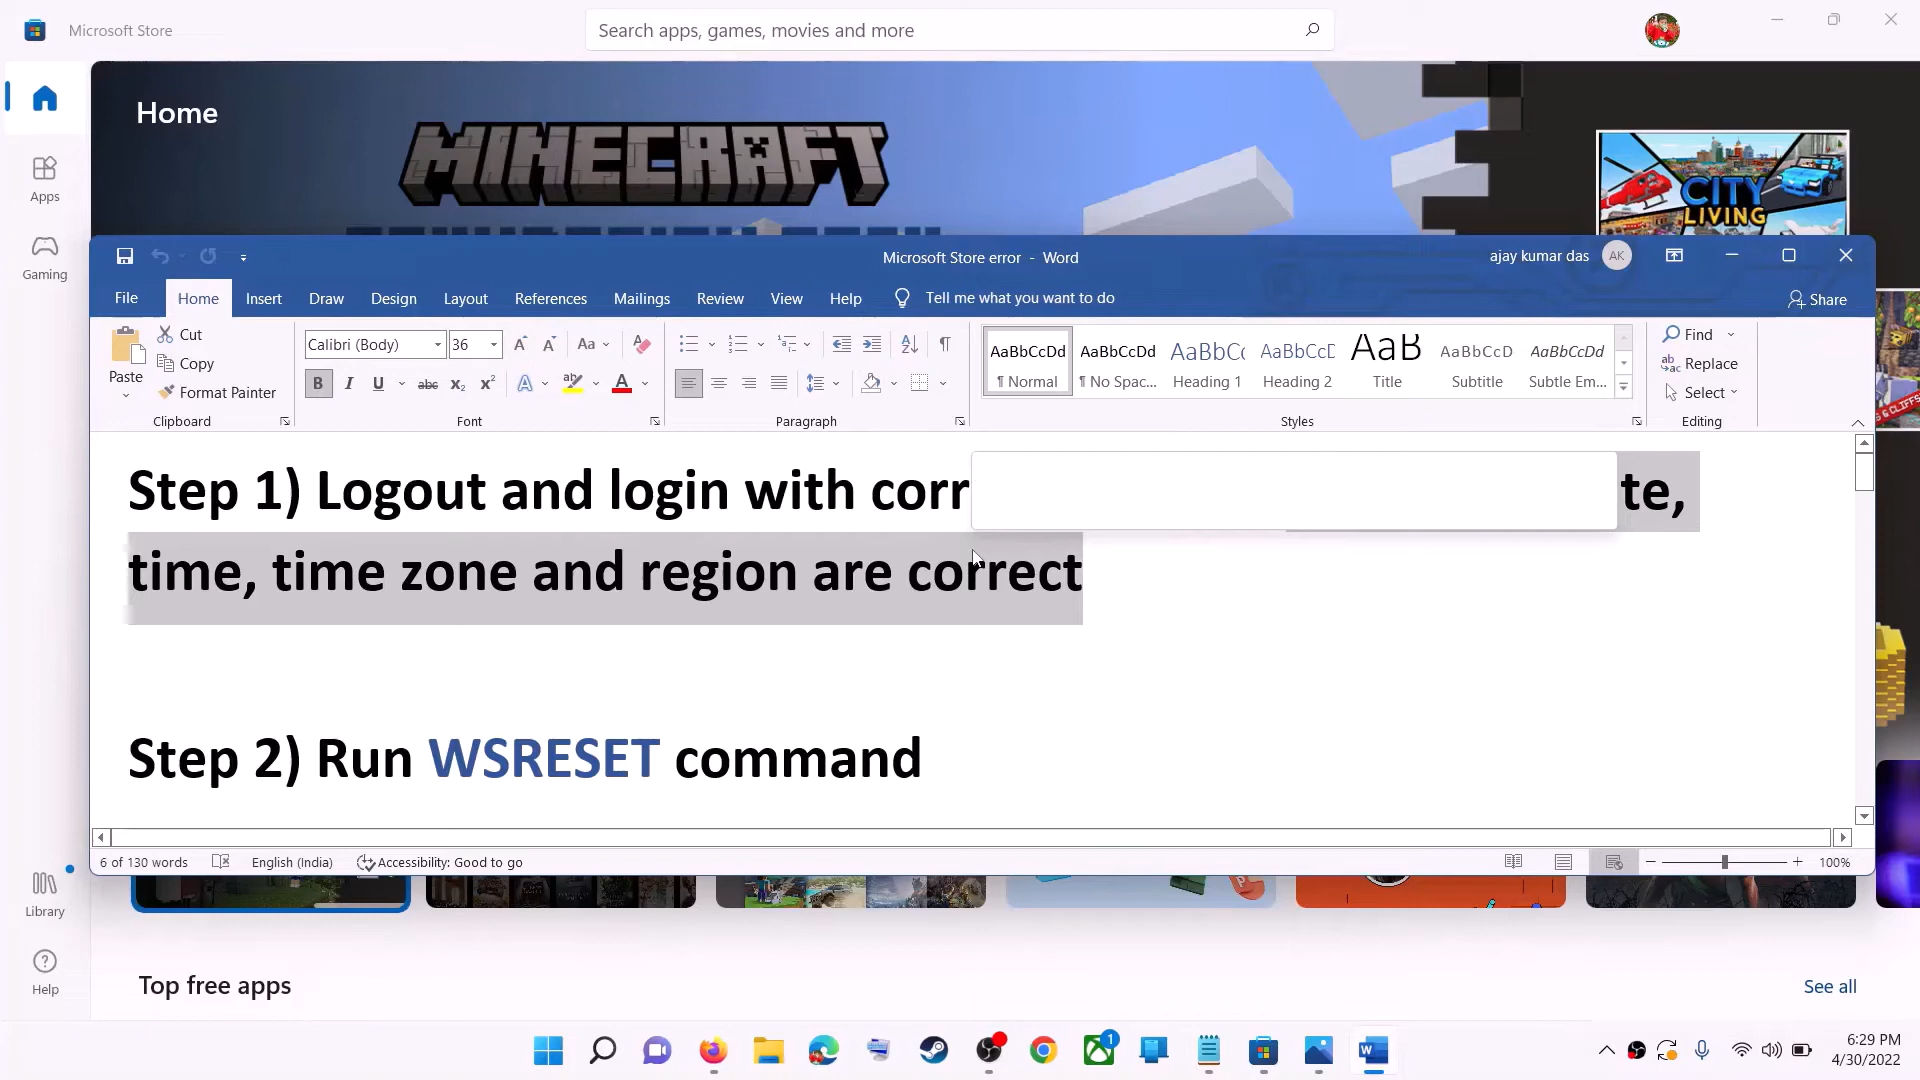 Microsoft Store
Search apps, games, movies and more
Home
MINECRAFT
CITY
LIVING
Apps
Gaming
Microsoft Store error - Word
ajay kumar das
AK
File
Home
Insert
Draw
Design
Layout
References
Mailings
Review
View
Help
Tell me what you want to do
Share
Paste
Cut
Copy
Format Painter
Clipboard
Calibri (Body)
36
Font
Paragraph
AaBbCcDd
¶ Normal
AaBbCcDd
¶ No Spac...
AaBbCc
Heading 1
AaBbCcD
Heading 2
AaB
Title
AaBbCcD
Subtitle
AaBbCcDd
Subtle Em...
Styles
Find
Replace
Select
Editing
Step 1) Logout and login with corr te,
time, time zone and region are correct
Step 2) Run WSRESET command
6 of 130 words
English (India)
Accessibility: Good to go
100%
Library
Help
Top free apps
See all
1
6:29 PM
4/30/2022